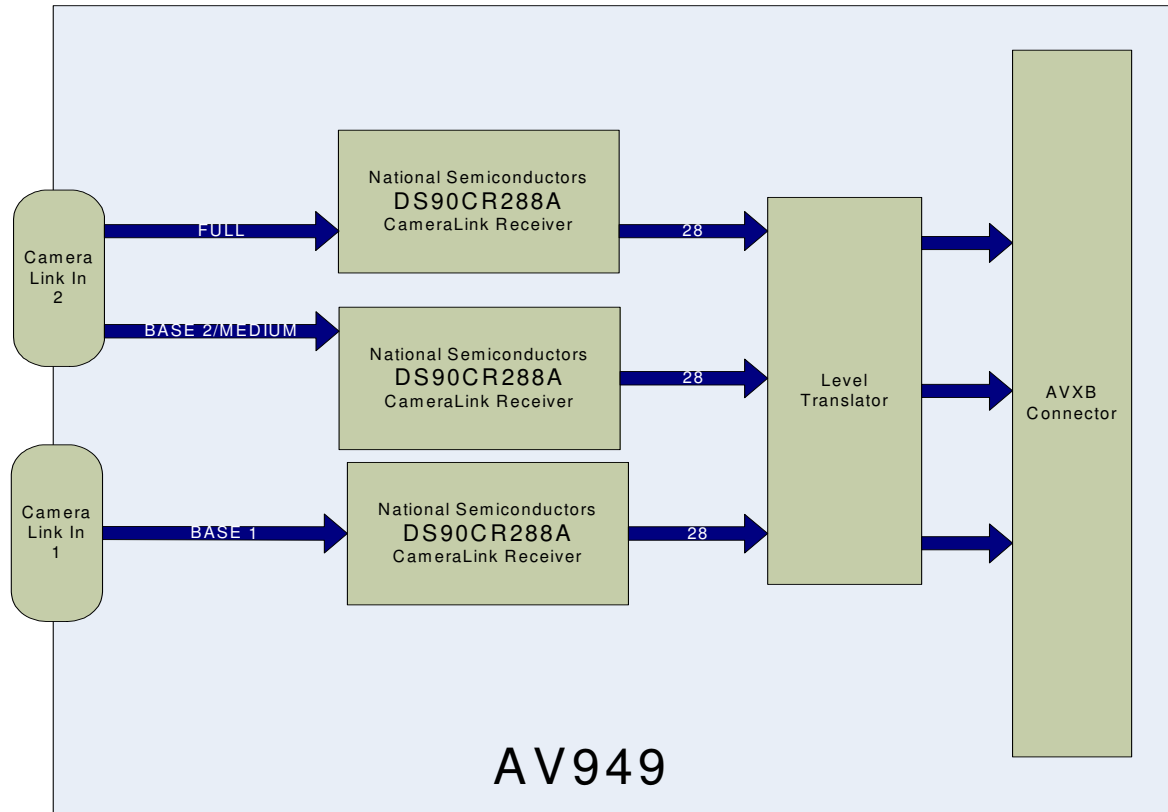 Camera
Link In
2
FULL
BASE 2/MEDIUM
National Semiconductors
DS90CR288A
CameraLink Receiver
28
National Semiconductors
DS90CR288A
CameraLink Receiver
28
Camera
Link In
1
BASE 1
National Semiconductors
DS90CR288A
CameraLink Receiver
28
Level
Translator
AVXB
Connector
AV949